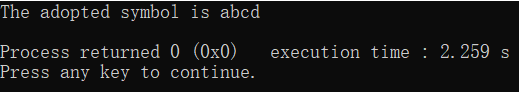 The adopted symbol is abcd
Process returned 0 (0x0)   execution time : 2.259 s
Press any key to continue.